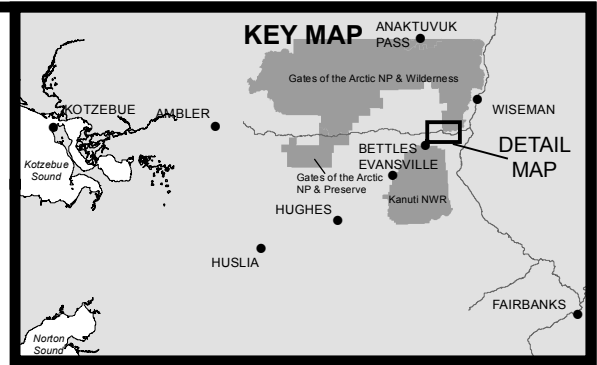 KEY MAP
ANAKTUVUK
PASS
Gates of the Arctic NP & Wilderness
KOTZEBUE
AMBLER
WISEMAN
Kotzebue
Sound
BETTLES
EVANSVILLE
DETAIL
MAP
Gates of the Arctic
NP & Preserve
Kanuti NWR
HUGHES
HUSLIA
FAIRBANKS
Norton
Sound